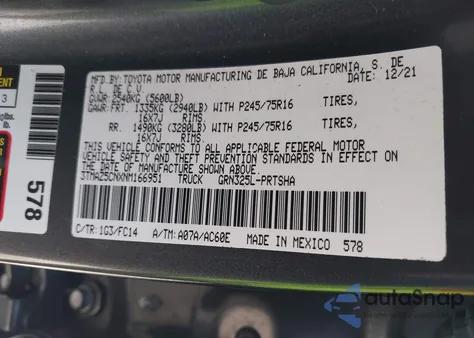 MFD.BY:TOYOTA MOTOR MANUFACTURING DE BAJA CALIFORNIA, S. DE
R.L. DE C.V. DATE: 12/21
GVWR: 2540KG (5600LB)
GAWR:FRT. 1335KG (2940LB) WITH P245/75R16 TIRES,
16X7J RIMS.
RR. 1490KG (3280LB) WITH P245/75R16 TIRES,
16X7J RIMS.
THIS VEHICLE CONFORMS TO ALL APPLICABLE FEDERAL MOTOR
VEHICLE SAFETY AND THEFT PREVENTION STANDARDS IN EFFECT ON
THE DATE OF MANUFACTURE SHOWN ABOVE.
3TMAZ5CNXNM166951 TRUCK GRN325L-PRTSHA
C/TR: 1G3/FC14 A/TM: A07A/AC60E MADE IN MEXICO 578
578
3
lb.
autoSnap